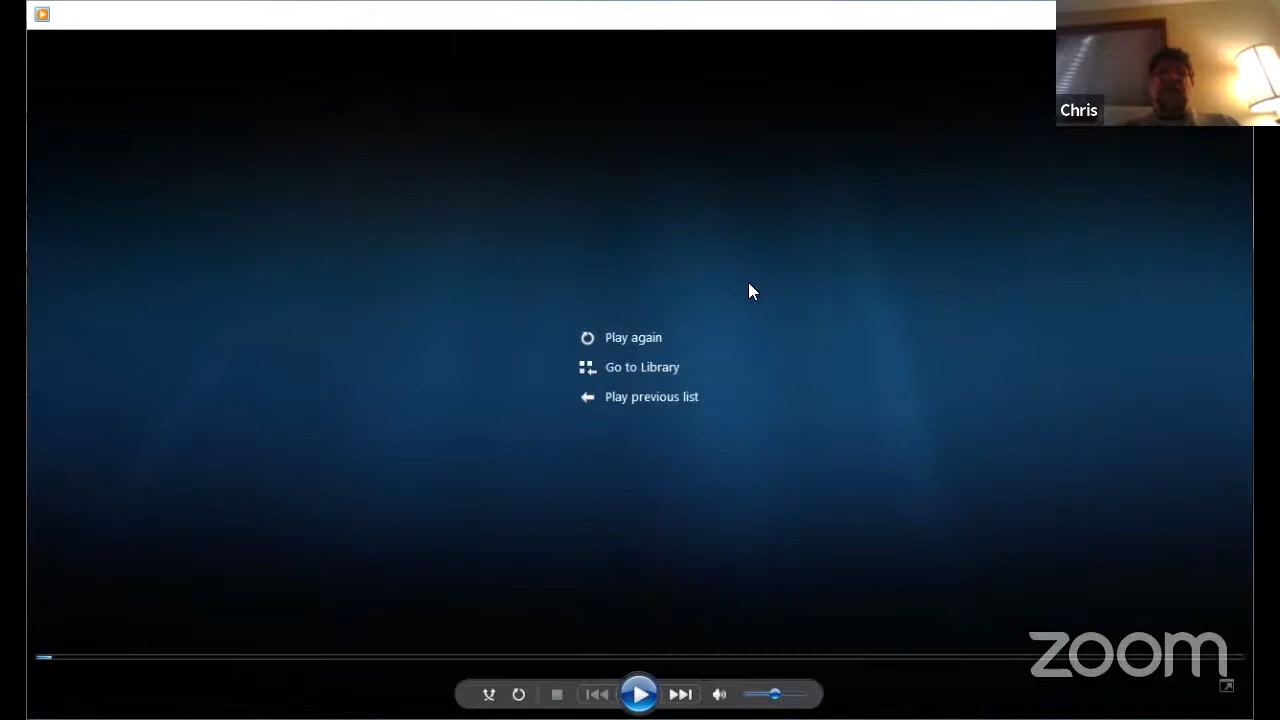 Chris
Play again
Go to Library
Play previous list
zoom